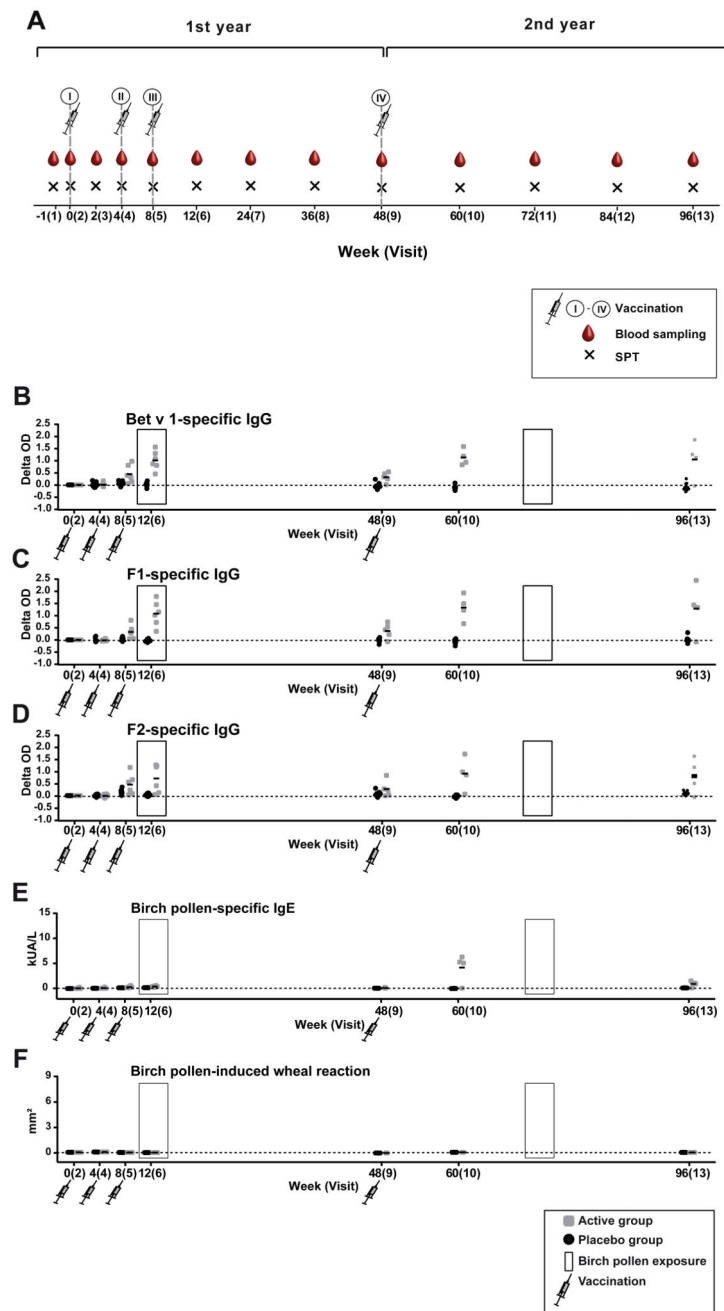 A
1st year
2nd year
I
II
III
IV
-1(1) 0(2) 2(3) 4(4) 8(5) 12(6) 24(7) 36(8) 48(9) 60(10) 72(11) 84(12) 96(13)
Week (Visit)
I - IV Vaccination
Blood sampling
SPT
B
Bet v 1-specific IgG
Delta OD
2.5
2.0
1.5
1.0
0.5
0.0
-0.5
-1.0
0(2) 4(4) 8(5) 12(6) 48(9) 60(10) 96(13)
Week (Visit)
C
F1-specific IgG
Delta OD
2.5
2.0
1.5
1.0
0.5
0.0
-0.5
-1.0
0(2) 4(4) 8(5) 12(6) 48(9) 60(10) 96(13)
Week (Visit)
D
F2-specific IgG
Delta OD
2.5
2.0
1.5
1.0
0.5
0.0
-0.5
-1.0
0(2) 4(4) 8(5) 12(6) 48(9) 60(10) 96(13)
Week (Visit)
E
Birch pollen-specific IgE
kUA/L
15
10
5
0
0(2) 4(4) 8(5) 12(6) 48(9) 60(10) 96(13)
Week (Visit)
F
Birch pollen-induced wheal reaction
mm²
9
6
3
0
0(2) 4(4) 8(5) 12(6) 48(9) 60(10) 96(13)
Week (Visit)
Active group
Placebo group
Birch pollen exposure
Vaccination